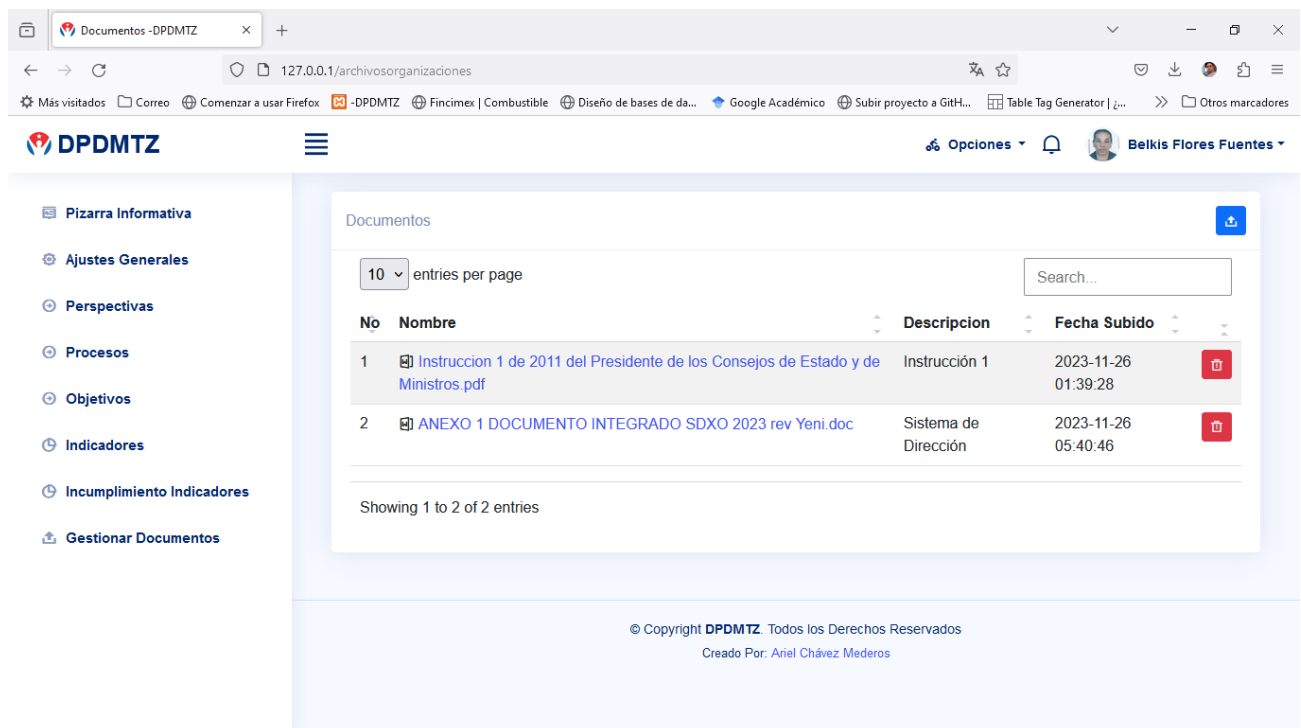 Documentos -DPDMTZ
127.0.0.1/archivosorganizaciones
Más visitados Correo Comenzar a usar Firefox -DPDMTZ Fincimex | Combustible Diseño de bases de da... Google Académico Subir proyecto a GitH... Table Tag Generator | ¿... Otros marcadores
DPDMTZ Opciones Belkis Flores Fuentes
Pizarra Informativa
Ajustes Generales
Perspectivas
Procesos
Objetivos
Indicadores
Incumplimiento Indicadores
Gestionar Documentos
Documentos
10 entries per page Search...
No Nombre Descripcion Fecha Subido
1 Instruccion 1 de 2011 del Presidente de los Consejos de Estado y de Instrucción 1 2023-11-26
Ministros.pdf 01:39:28
2 ANEXO 1 DOCUMENTO INTEGRADO SDXO 2023 rev Yeni.doc Sistema de 2023-11-26
Dirección 05:40:46
Showing 1 to 2 of 2 entries
© Copyright DPDMTZ. Todos los Derechos Reservados
Creado Por: Ariel Chávez Mederos